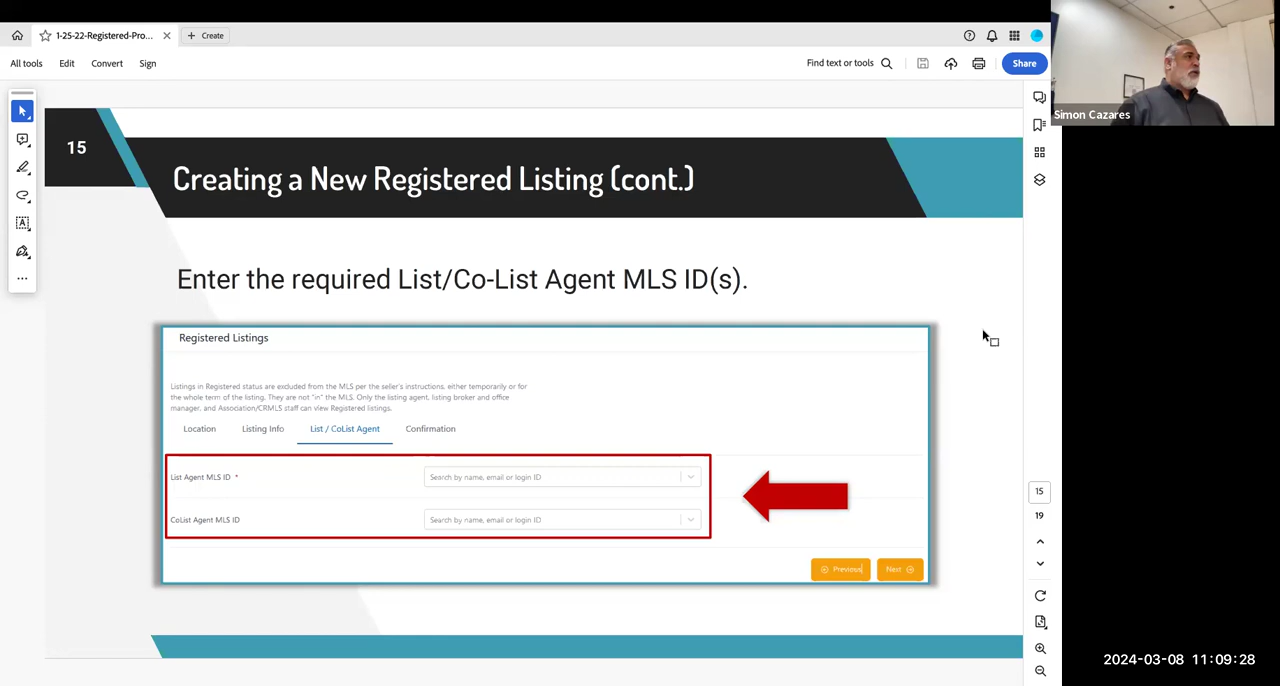 1-25-22-Registered-Pro...
Create
All tools
Edit
Convert
Sign
Find text or tools
Share
Simon Cazares
15
Creating a New Registered Listing (cont.)
Enter the required List/Co-List Agent MLS ID(s).
Registered Listings
Listings in Registered status are excluded from the MLS per the seller's instructions, either temporarily or for
the whole term of the listing. They are not "in" the MLS. Only the listing agent, listing broker and office
manager, and Association/CRMLS staff can view Registered listings.
Location
Listing Info
List / CoList Agent
Confirmation
List Agent MLS ID *
Search by name, email or login ID
CoList Agent MLS ID
Search by name, email or login ID
Previous
Next
15
19
2024-03-08 11:09:28